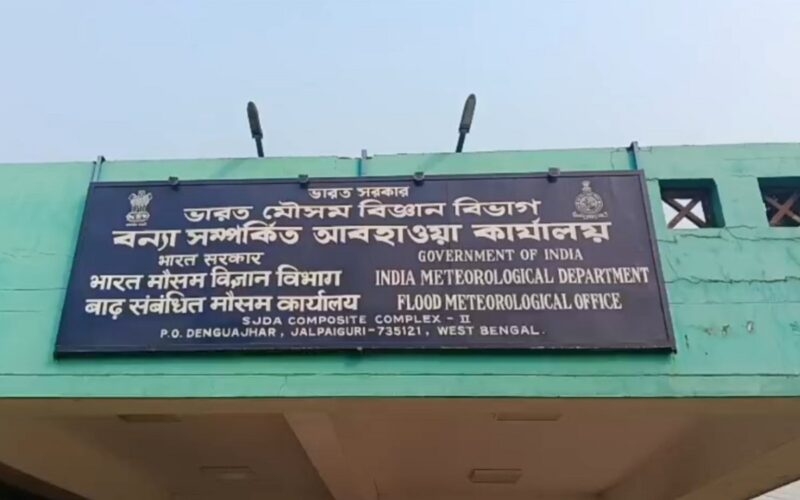 ভারত সরকার
ভারত মৌসম বিজ্ঞান বিভাগ
বন্যা সম্পর্কিত আবহাওয়া কার্যালয়
भारत सरकार
भारत मौसम विज्ञान विभाग
बाढ़ संबंधित मौसम कार्यालय
GOVERNMENT OF INDIA
INDIA METEOROLOGICAL DEPARTMENT
FLOOD METEOROLOGICAL OFFICE
SJDA COMPOSITE COMPLEX - II
P.O. DENGUAJHAR, JALPAIGURI-735121, WEST BENGAL.